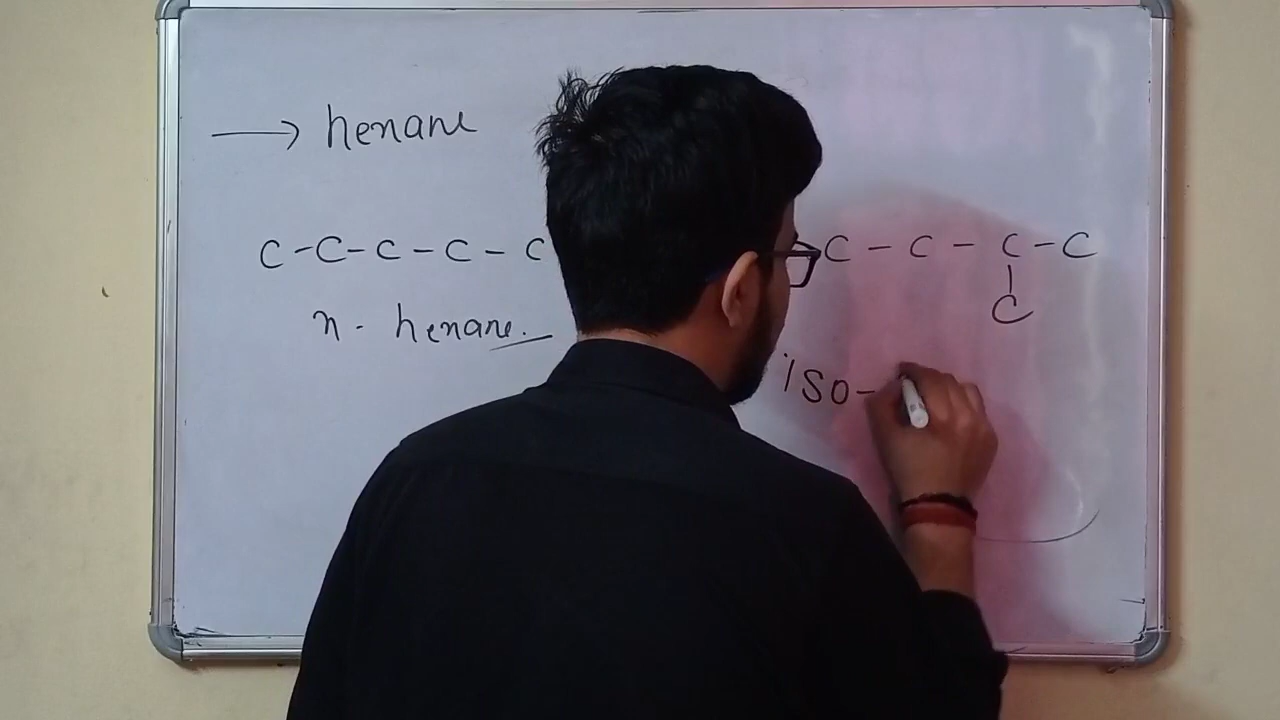 → henane
C - C - C - C - C
n - henane.
C - C - C - C
C
iso-